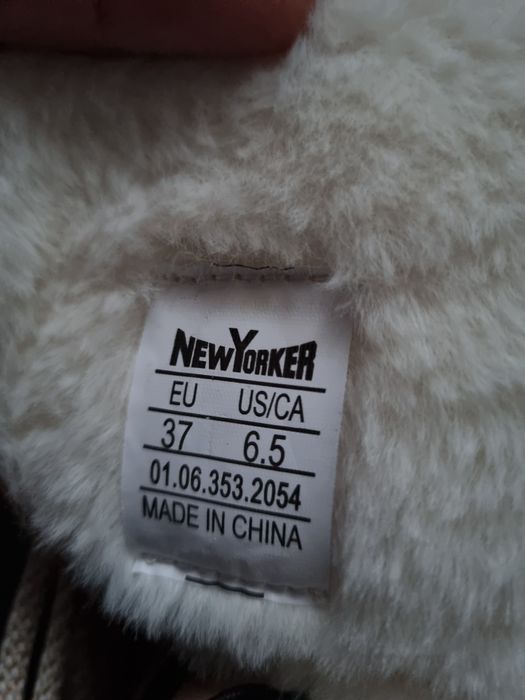 NEWYORKER
EU US/CA
37 6.5
01.06.353.2054
MADE IN CHINA